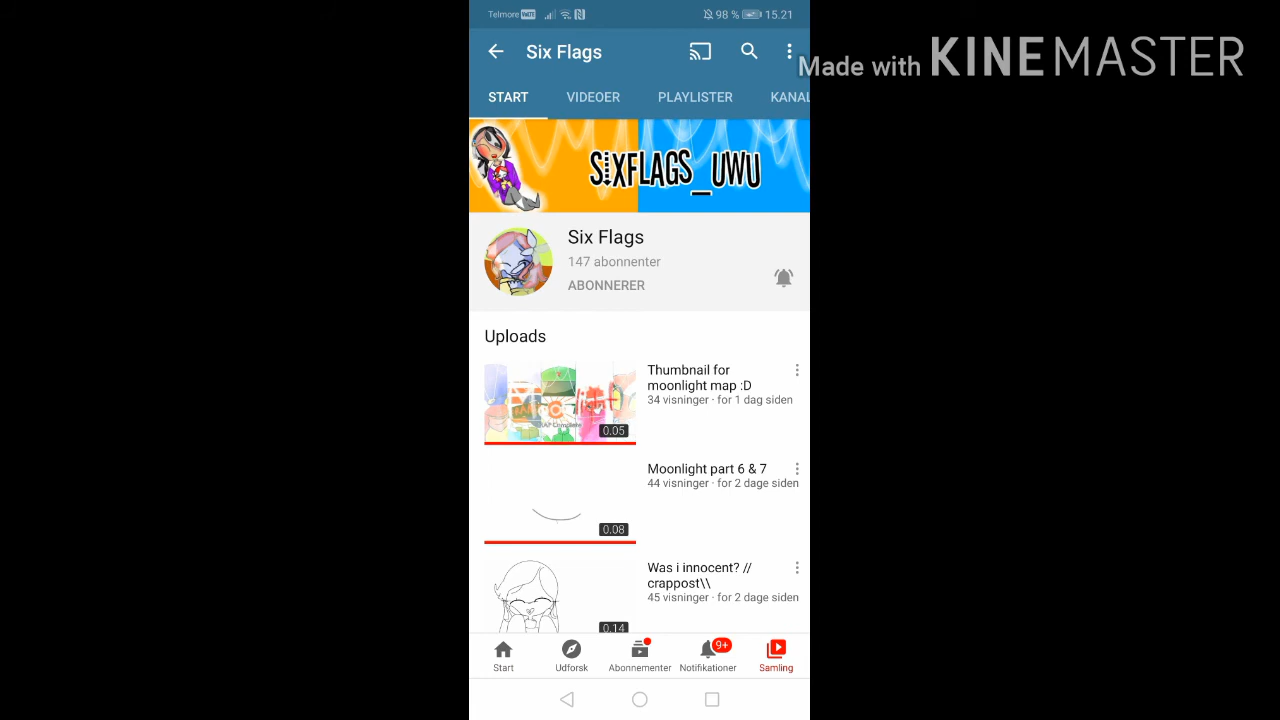 Telmore 98 % 15.21
Six Flags
Made with KINEMASTER
START VIDEOER PLAYLISTER KANAL
SIXFLAGS_UWU
Six Flags
147 abonnenter
ABONNERER
Uploads
Thumbnail for
moonlight map :D
34 visninger · for 1 dag siden
0.05
Moonlight part 6 & 7
44 visninger · for 2 dage siden
0.08
Was i innocent? //
crappost\\
45 visninger · for 2 dage siden
0.14
9+
Start Udforsk Abonnementer Notifikationer Samling